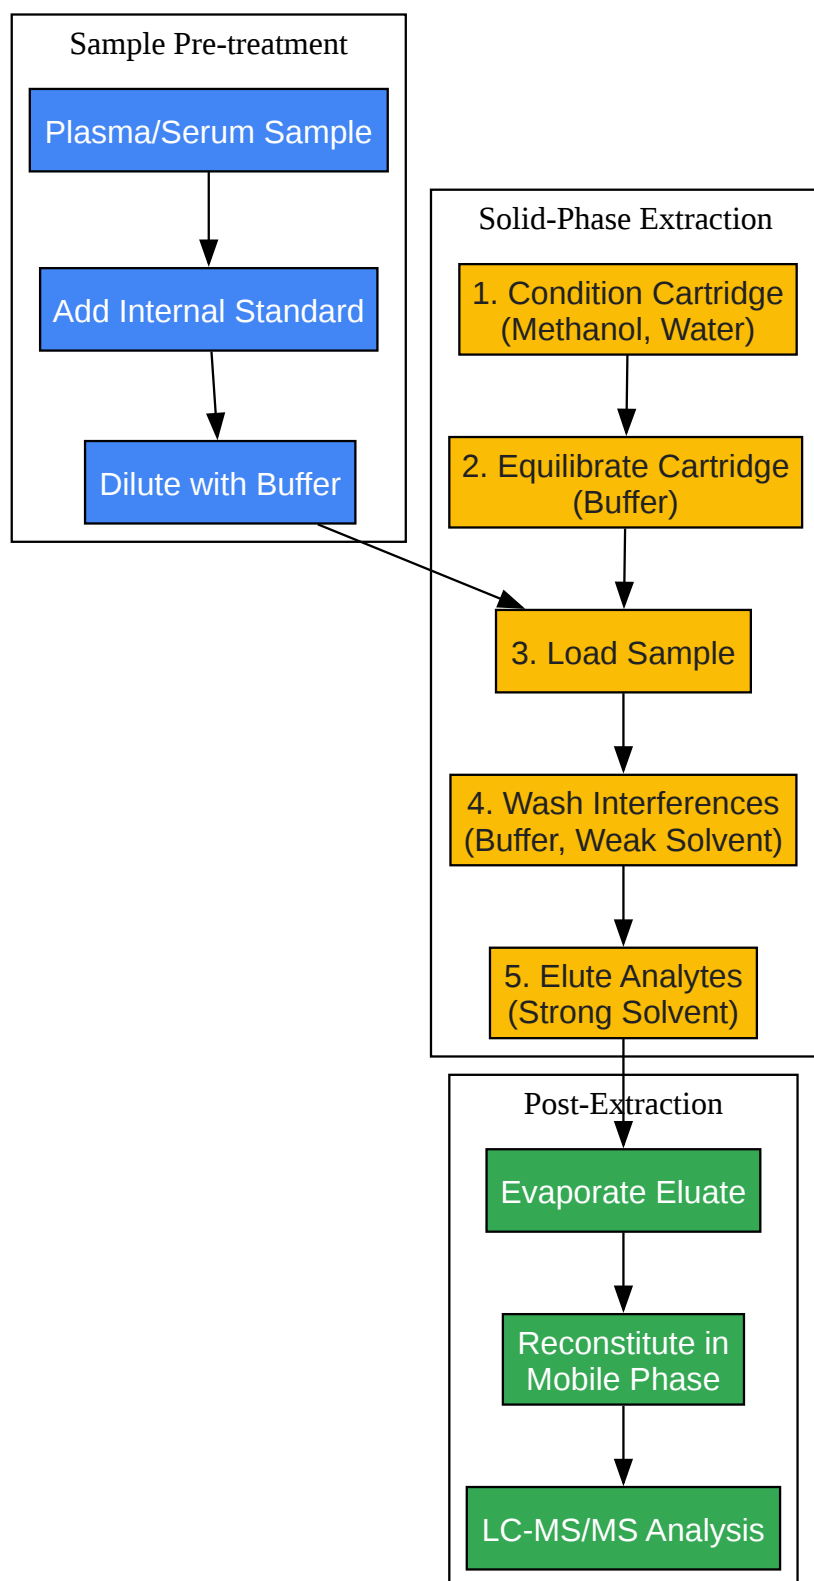 Sample Pre-treatment
Plasma/Serum Sample
Add Internal Standard
Dilute with Buffer
Solid-Phase Extraction
1. Condition Cartridge
(Methanol, Water)
2. Equilibrate Cartridge
(Buffer)
3. Load Sample
4. Wash Interferences
(Buffer, Weak Solvent)
5. Elute Analytes
(Strong Solvent)
Post-Extraction
Evaporate Eluate
Reconstitute in
Mobile Phase
LC-MS/MS Analysis